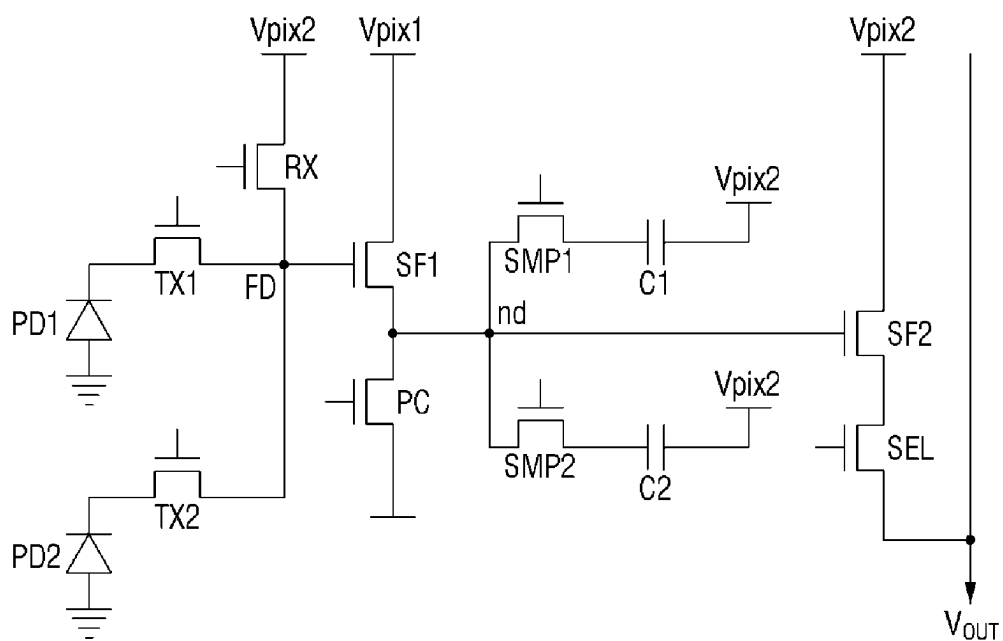 Vpix2
Vpix1
Vpix2
RX
Vpix2
TX1
FD
SF1
SMP1
C1
PD1
nd
SF2
PC
Vpix2
SEL
SMP2
C2
TX2
PD2
VOUT